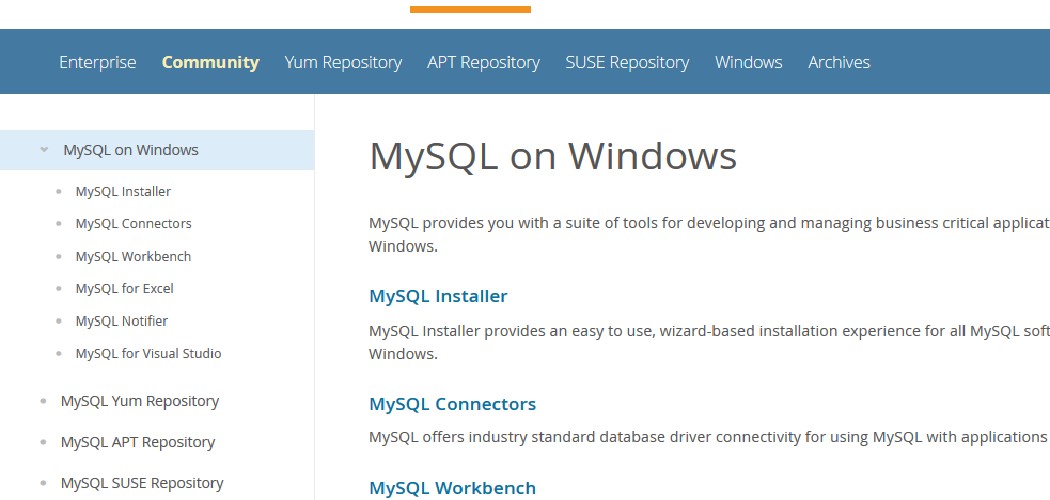 Enterprise Community Yum Repository APT Repository SUSE Repository Windows Archives
MySQL on Windows
MySQL Installer
MySQL Connectors
MySQL Workbench
MySQL for Excel
MySQL Notifier
MySQL for Visual Studio
MySQL Yum Repository
MySQL APT Repository
MySQL SUSE Repository
MySQL on Windows
MySQL provides you with a suite of tools for developing and managing business critical applicat
Windows.
MySQL Installer
MySQL Installer provides an easy to use, wizard-based installation experience for all MySQL soft
Windows.
MySQL Connectors
MySQL offers industry standard database driver connectivity for using MySQL with applications
MySQL Workbench